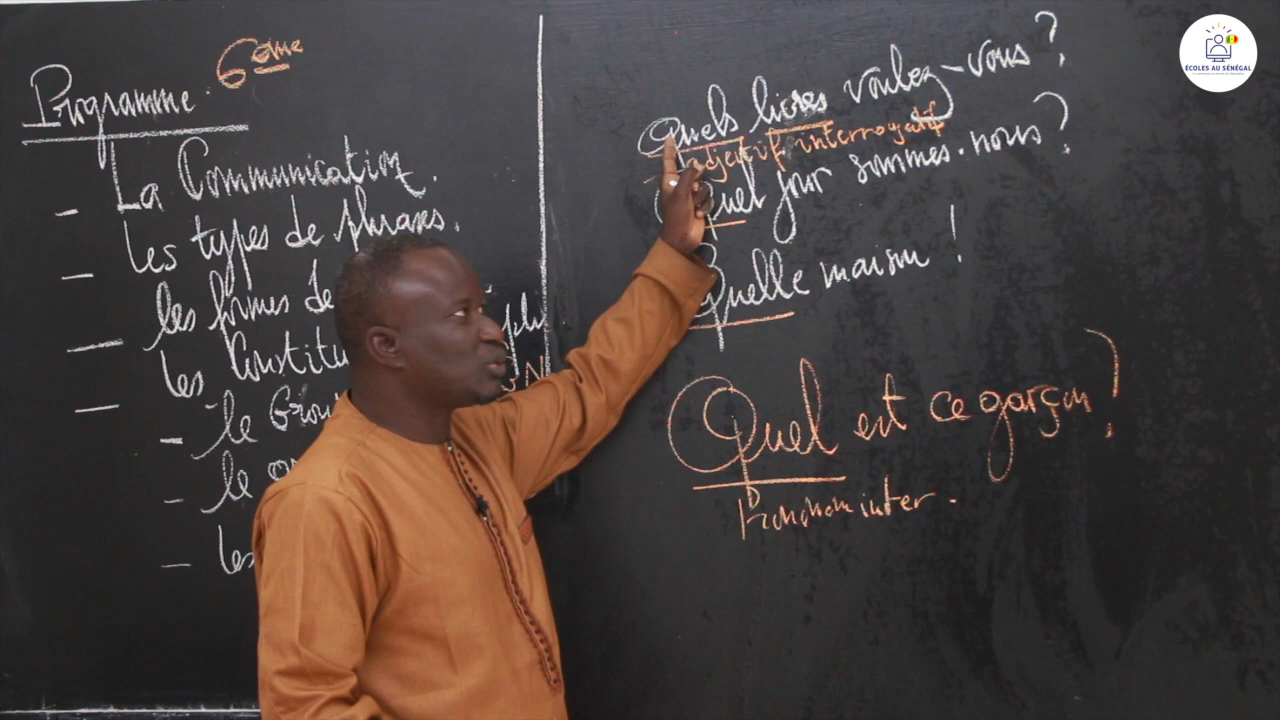 Programme 6ème
- La Communication.
- les types de phrases.
- les formes de
- les Constitu
- le Grou
- le
- les
Quels livres voulez-vous ?
adjectif interrogatif
Quel jour sommes-nous ?
Quelle maison !
Quel est ce garçon ?
Pronom inter.
ÉCOLES AU SÉNÉGAL